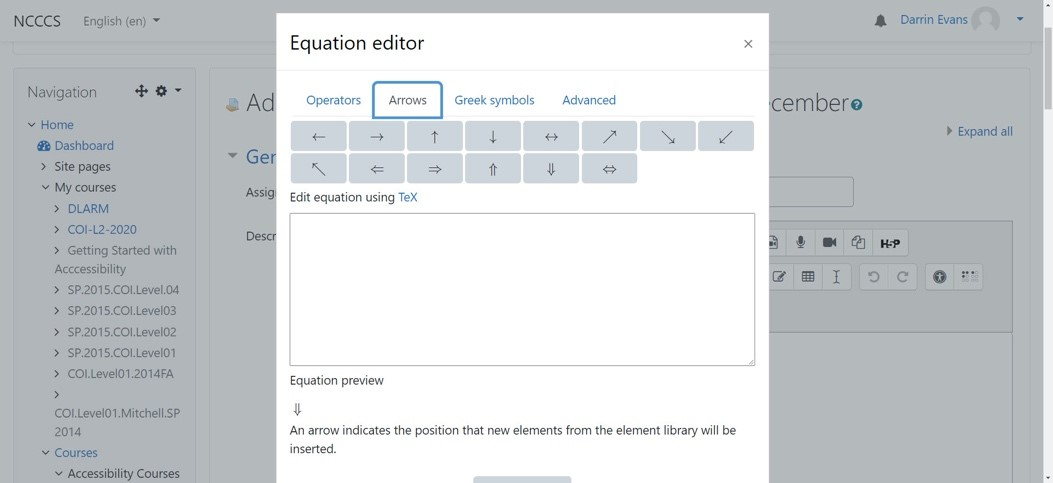 NCCCS
English (en)
Darrin Evans
Equation editor
×
Navigation
Home
Dashboard
Site pages
My courses
DLARM
COI-L2-2020
Getting Started with
Acccessibility
SP.2015.COI.Level.04
SP.2015.COI.Level03
SP.2015.COI.Level02
SP.2015.COI.Level01
COI.Level01.2014FA
COI.Level01.Mitchell.SP
2014
Courses
Accessibility Courses
Ad
ecember
Expand all
Ger
Assig
Descr
H5P
Operators
Arrows
Greek symbols
Advanced
← → ↑ ↓ ↔ ↗ ↘ ↙
↖ ⇐ ⇒ ⇑ ⇓ ⇔
Edit equation using TeX
Equation preview
⇓
An arrow indicates the position that new elements from the element library will be
inserted.